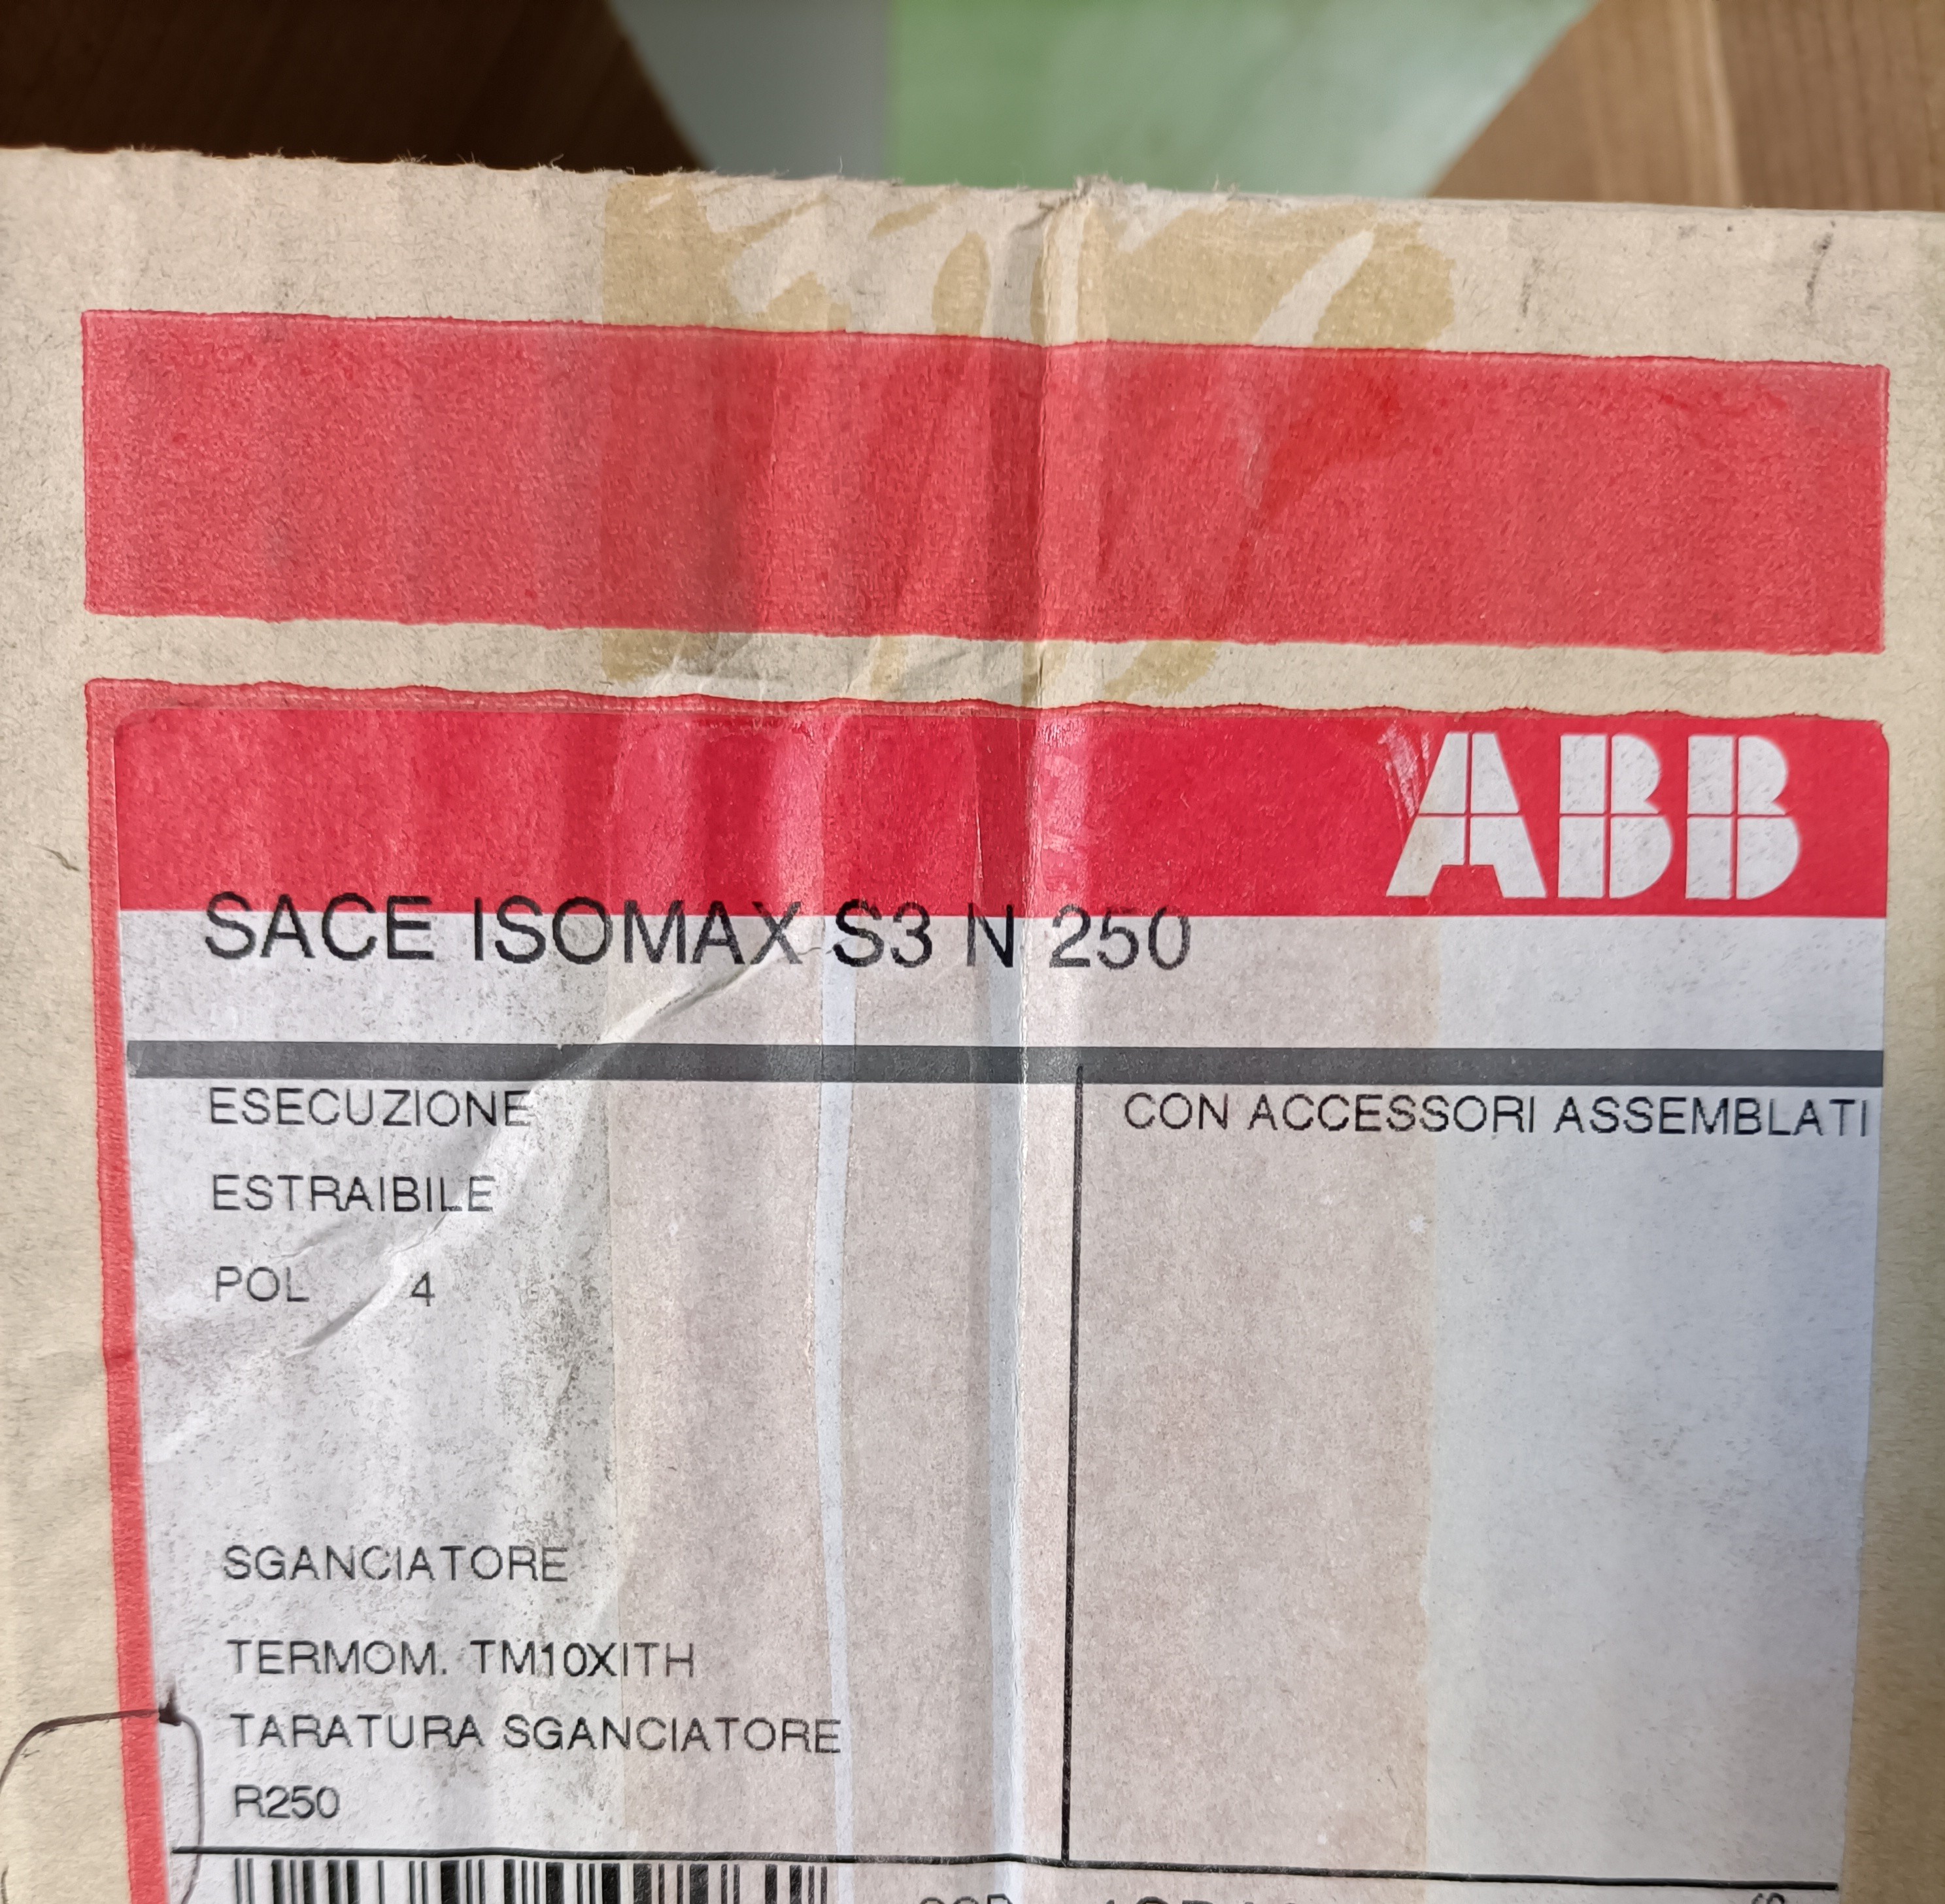 ABB
SACE ISOMAX S3 N 250
ESECUZIONE
CON ACCESSORI ASSEMBLATI
ESTRAIBILE
POL 4
SGANCIATORE
TERMOM. TM10XITH
TARATURA SGANCIATORE
R250